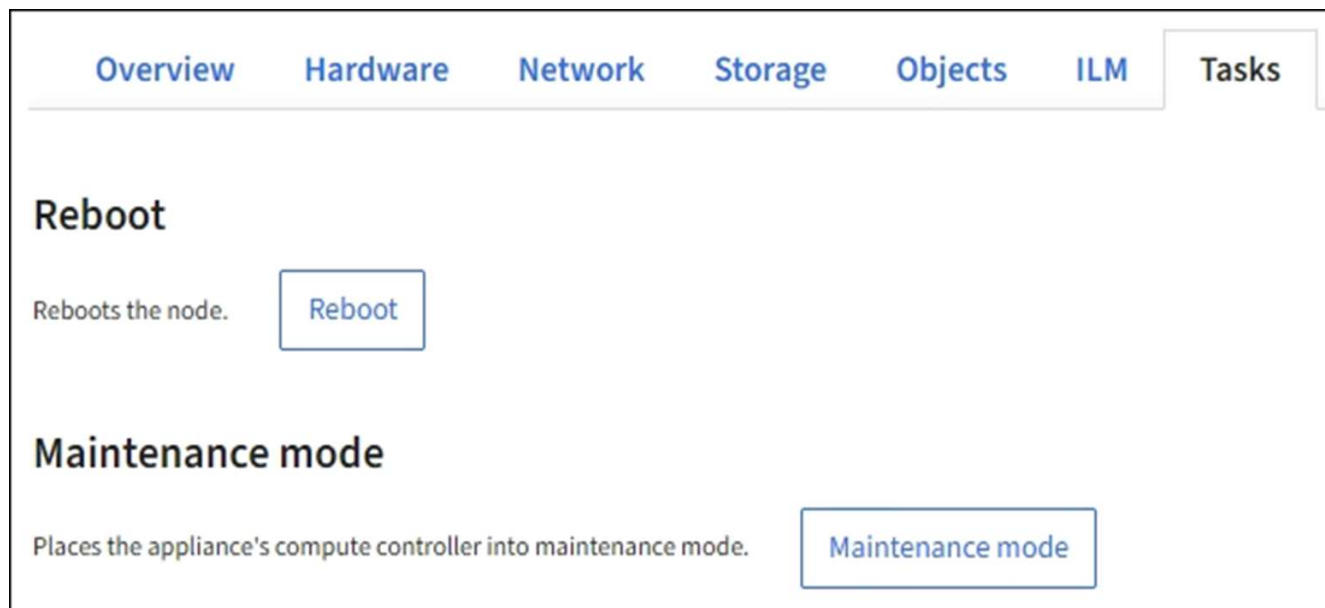 Overview Hardware Network Storage Objects ILM Tasks
Reboot
Reboots the node. Reboot
Maintenance mode
Places the appliance's compute controller into maintenance mode. Maintenance mode